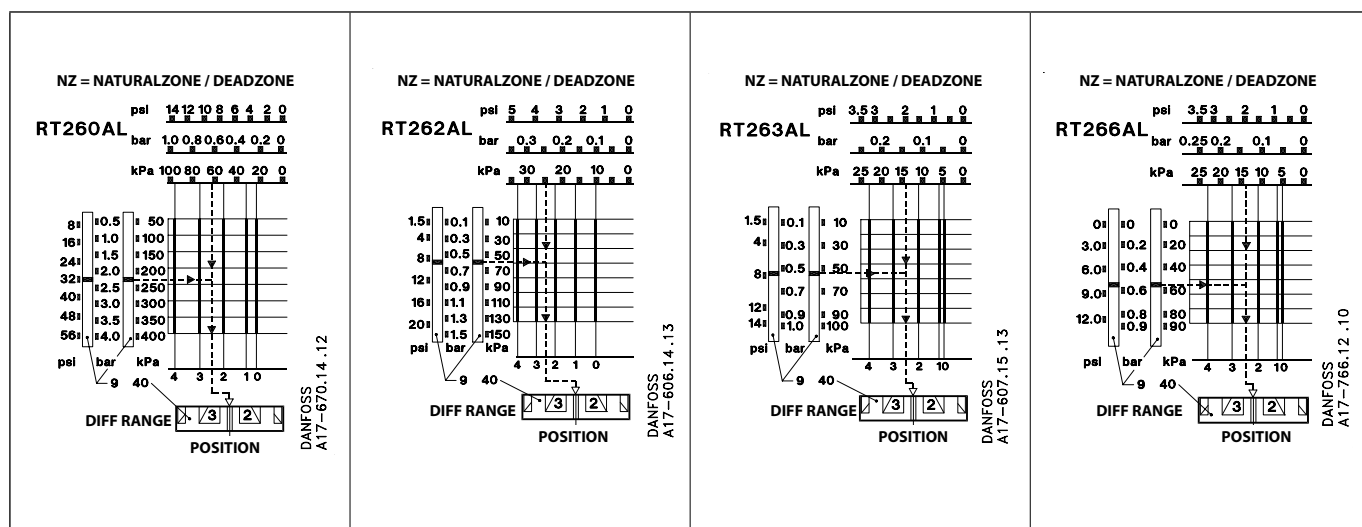 NZ = NATURALZONE / DEADZONE
psi 14 12 10 8 6 4 2 0
RT260AL
bar 1.0 0.8 0.6 0.4 0.2 0
kPa 100 80 60 40 20 0
8 0.5 50
16 1.0 100
1.5 150
24 2.0 200
32 2.5 250
40 3.0 300
48 3.5 350
56 4.0 400
psi bar kPa
4 3 2 1 0
9 40
DIFF RANGE 3 2
POSITION
DANFOSS
A17-670.14.12
NZ = NATURALZONE / DEADZONE
psi 5 4 3 2 1 0
RT262AL
bar 0.3 0.2 0.1 0
kPa 30 20 10 0
1.5 0.1 10
4 0.3 30
8 0.5 50
0.7 70
12 0.9 90
16 1.1 110
20 1.3 130
1.5 150
psi bar kPa
4 3 2 1 0
9 40
DIFF RANGE 3 2
POSITION
DANFOSS
A17-606.14.13
NZ = NATURALZONE / DEADZONE
psi 3.5 3 2 1 0
RT263AL
bar 0.2 0.1 0
kPa 25 20 15 10 5 0
1.5 0.1 10
4 0.3 30
8 0.5 50
0.7 70
12 0.9 90
14 1.0 100
psi bar kPa
4 3 2 10
9 40
DIFF RANGE 3 2
POSITION
DANFOSS
A17-607.15.13
NZ = NATURALZONE / DEADZONE
psi 3.5 3 2 1 0
RT266AL
bar 0.25 0.2 0.1 0
kPa 25 20 15 10 5 0
0 0 0
3.0 0.2 20
6.0 0.4 40
9.0 0.6 60
12.0 0.8 80
0.9 90
psi bar kPa
4 3 2 10
9 40
DIFF RANGE 3 2
POSITION
DANFOSS
A17-766.12.10